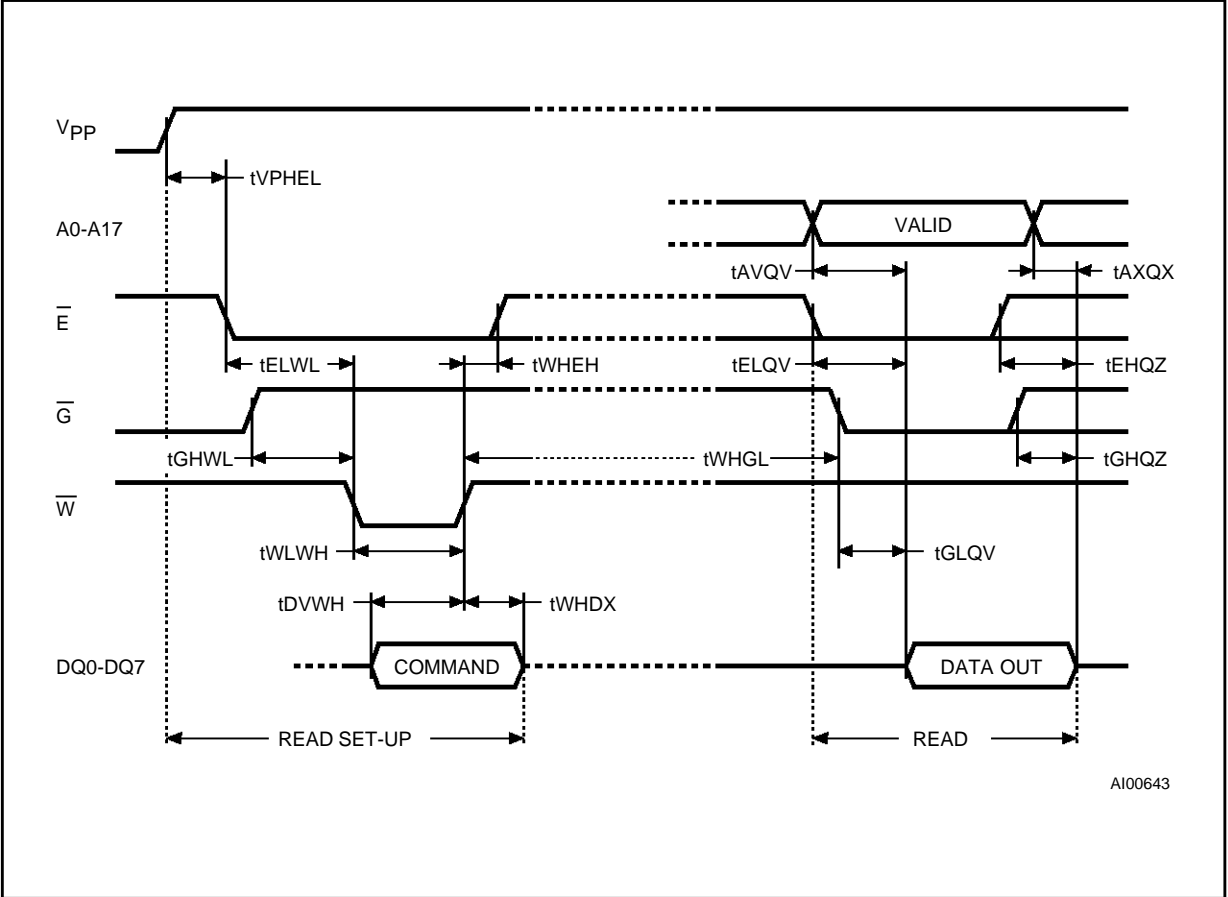 VPP
tVPHEL
A0-A17
VALID
tAVQV
tAXQX
E
tELWL
tWHEH
tELQV
tEHQZ
G
tGHWL
tWHGL
tGHQZ
W
tWLWH
tGLQV
tDVWH
tWHDX
DQ0-DQ7
COMMAND
DATA OUT
READ SET-UP
READ
AI00643